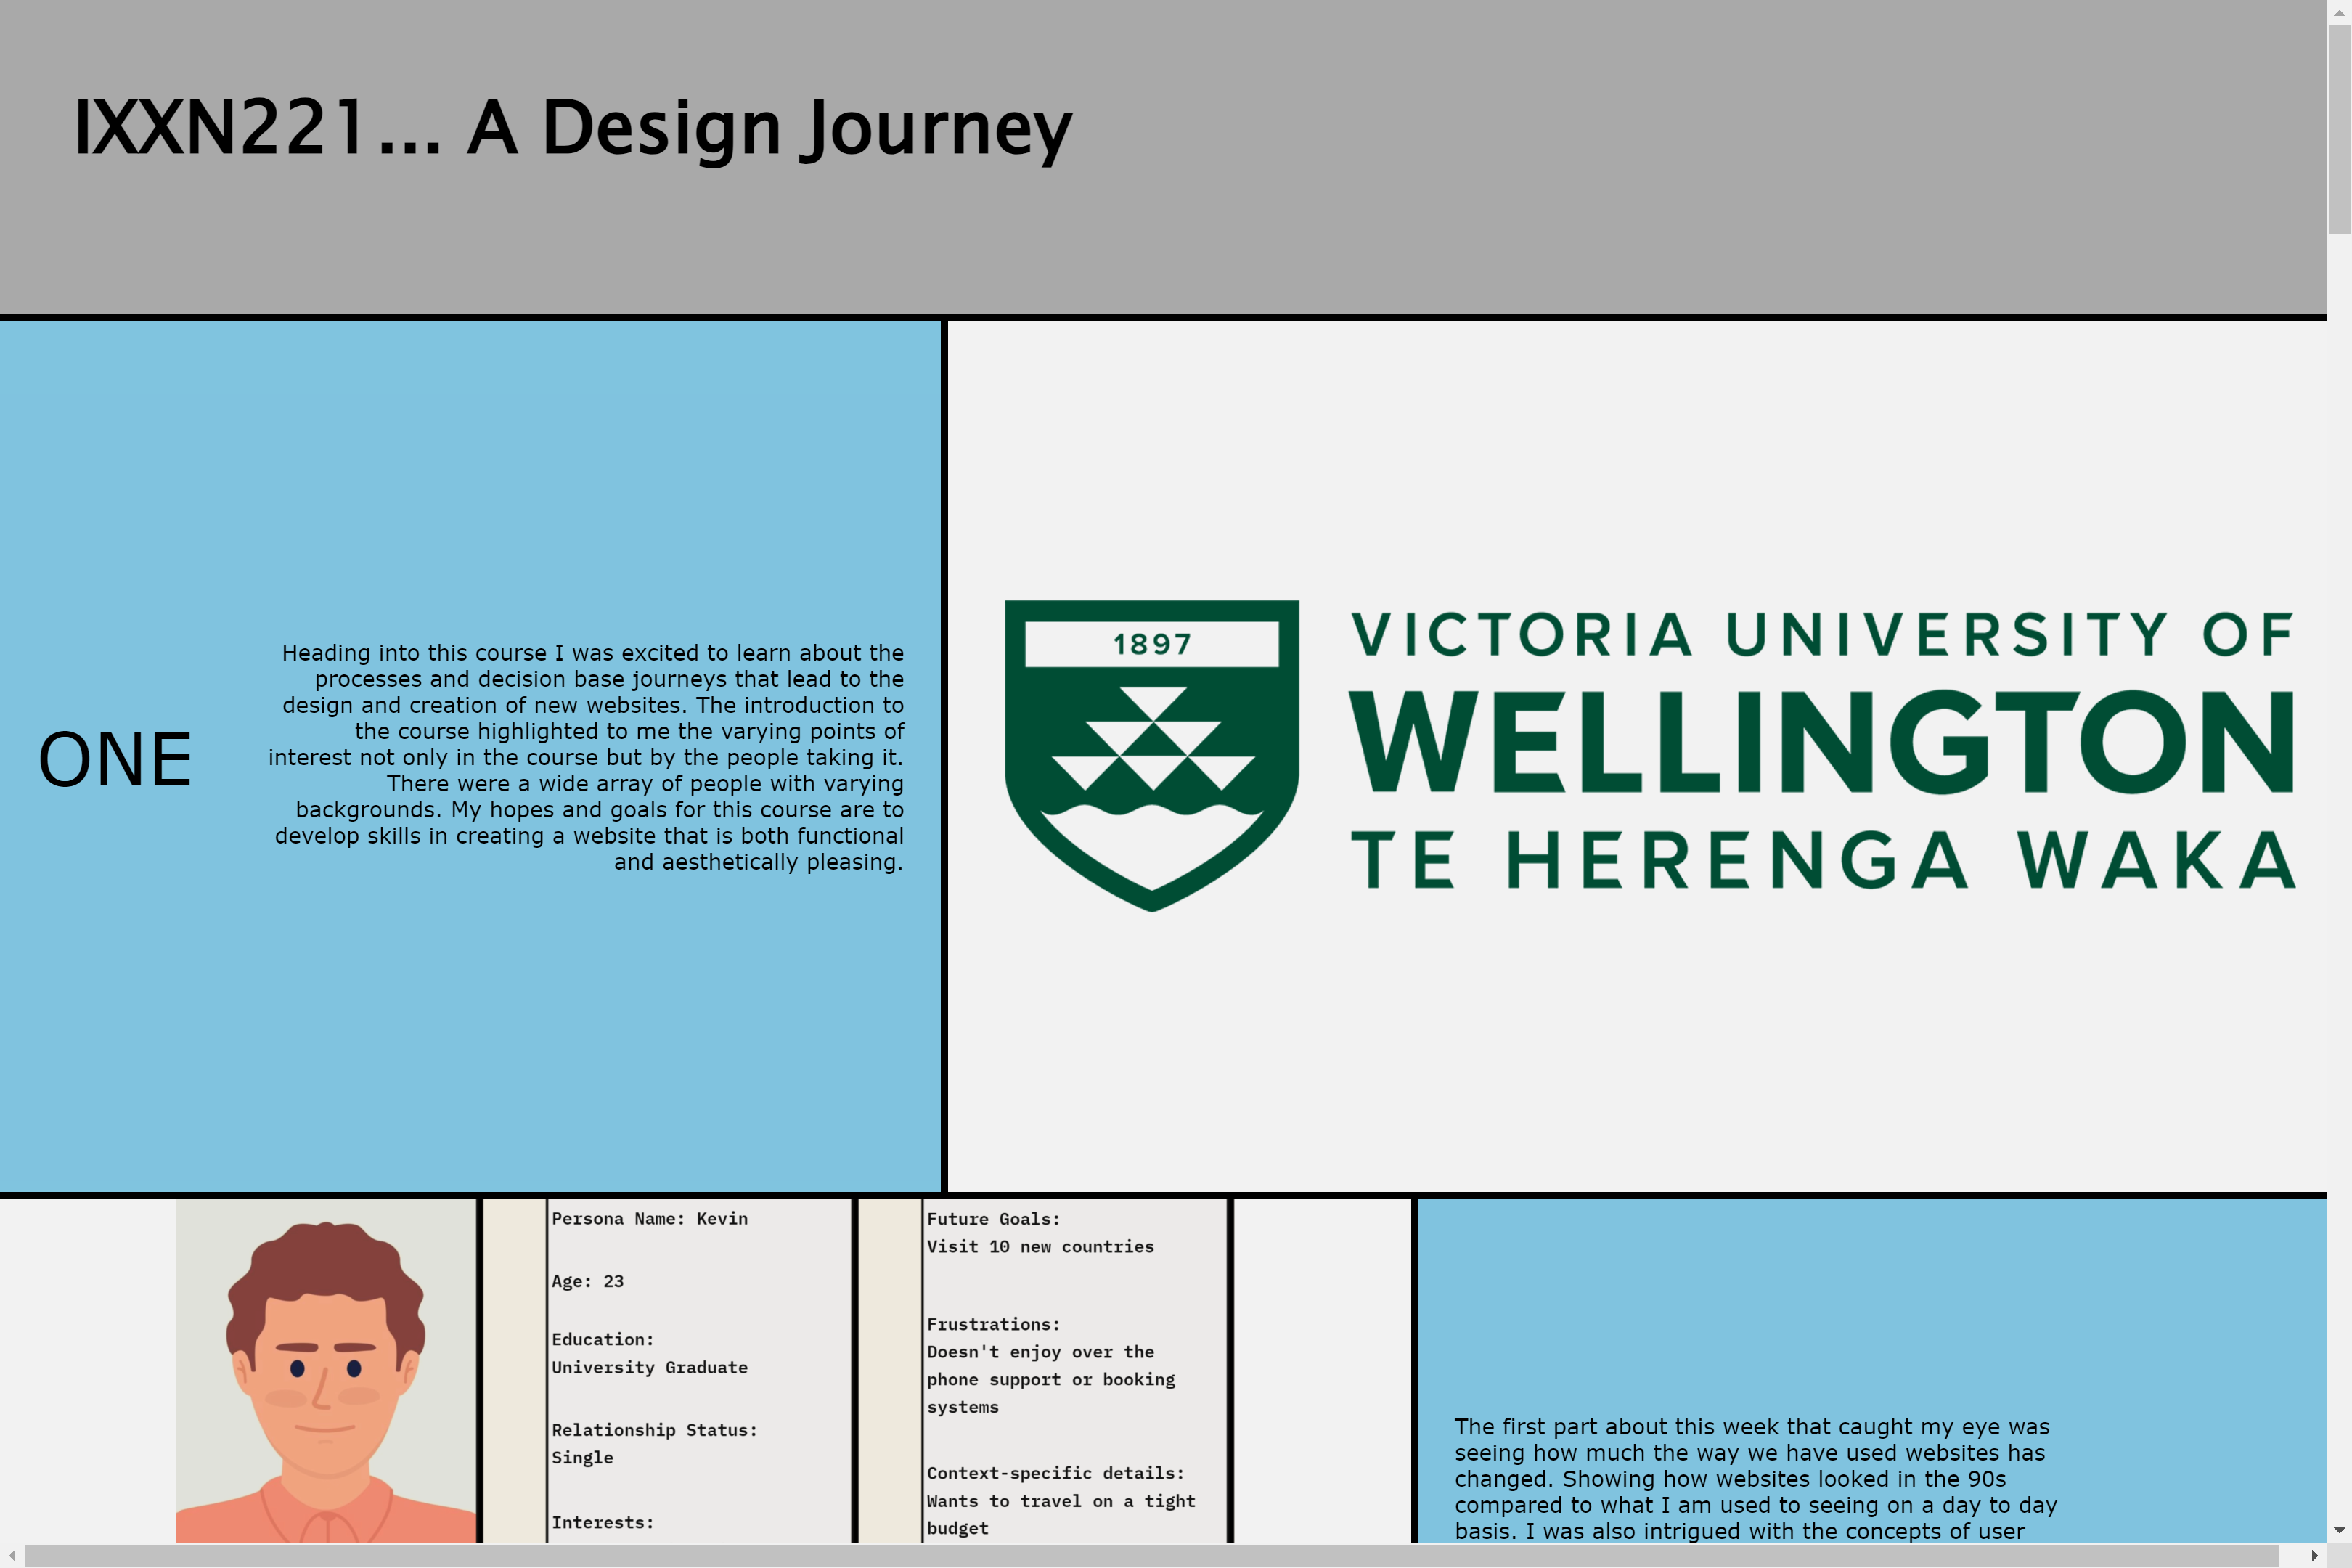 IXXN221... A Design Journey
ONE
Heading into this course I was excited to learn about the
processes and decision base journeys that lead to the
design and creation of new websites. The introduction to
the course highlighted to me the varying points of
interest not only in the course but by the people taking it.
There were a wide array of people with varying
backgrounds. My hopes and goals for this course are to
develop skills in creating a website that is both functional
and aesthetically pleasing.
1897
VICTORIA UNIVERSITY OF
WELLINGTON
TE HERENGA WAKA
Persona Name: Kevin
Age: 23
Education:
University Graduate
Relationship Status:
Single
Interests:
Future Goals:
Visit 10 new countries
Frustrations:
Doesn't enjoy over the
phone support or booking
systems
Context-specific details:
Wants to travel on a tight
budget
The first part about this week that caught my eye was
seeing how much the way we have used websites has
changed. Showing how websites looked in the 90s
compared to what I am used to seeing on a day to day
basis. I was also intrigued with the concepts of user